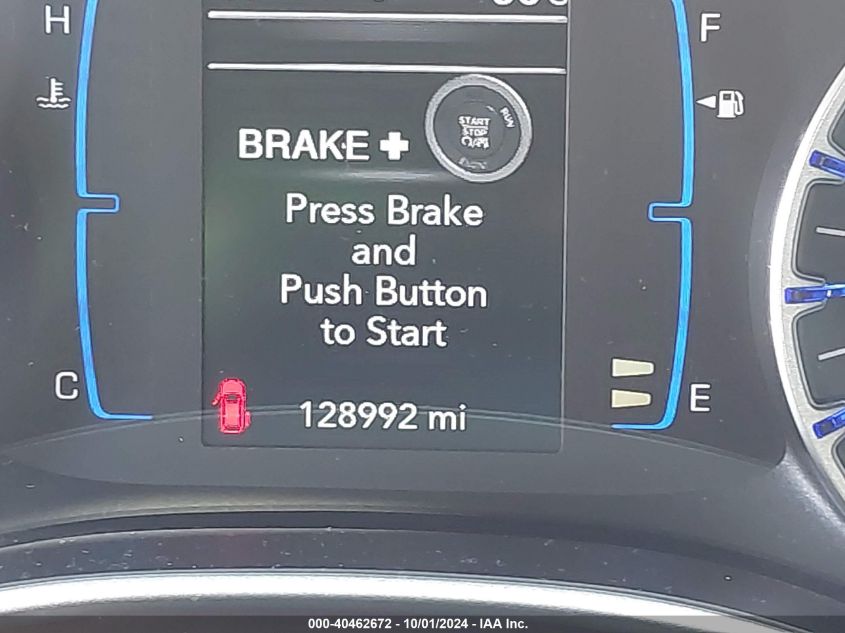 H
F
START
STOP
RUN
BRAKE +
Press Brake
and
Push Button
to Start
C
E
128992 mi
000-40462672 - 10/01/2024 - IAA Inc.